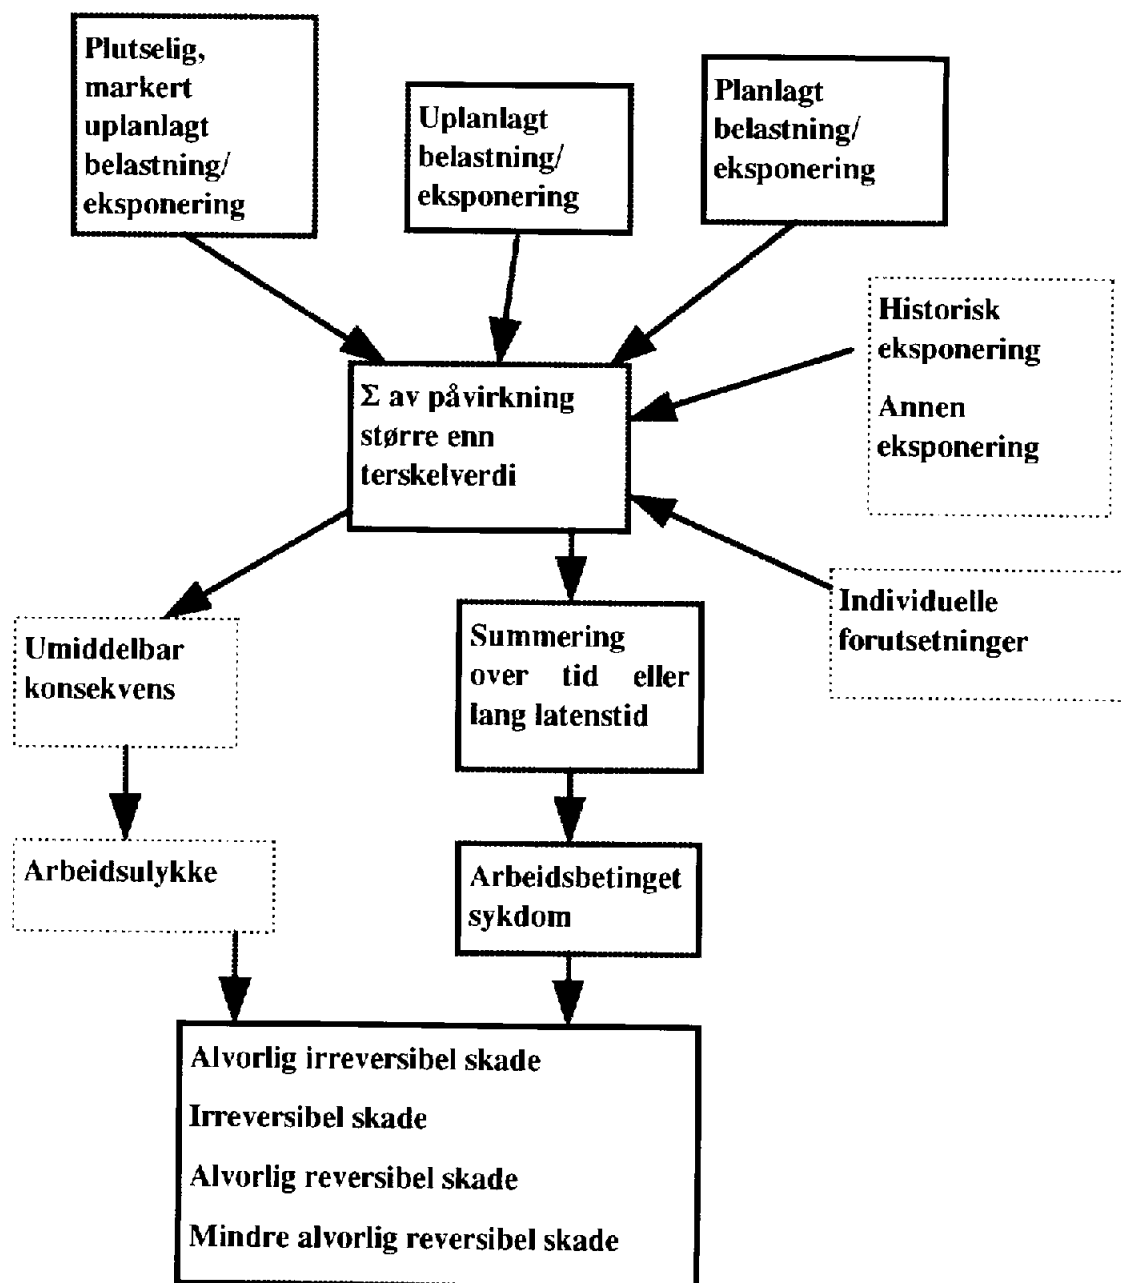 Plutselig,
markert
uplanlagt
belastning/
eksponering
Uplanlagt
belastning/
eksponering
Planlagt
belastning/
eksponering
Historisk
eksponering
Annen
eksponering
Σ av påvirkning
større enn
terskelverdi
Individuelle
forutsetninger
Umiddelbar
konsekvens
Summering
over tid eller
lang latenstid
Arbeidsulykke
Arbeidsbetinget
sykdom
Alvorlig irreversibel skade
Irreversibel skade
Alvorlig reversibel skade
Mindre alvorlig reversibel skade